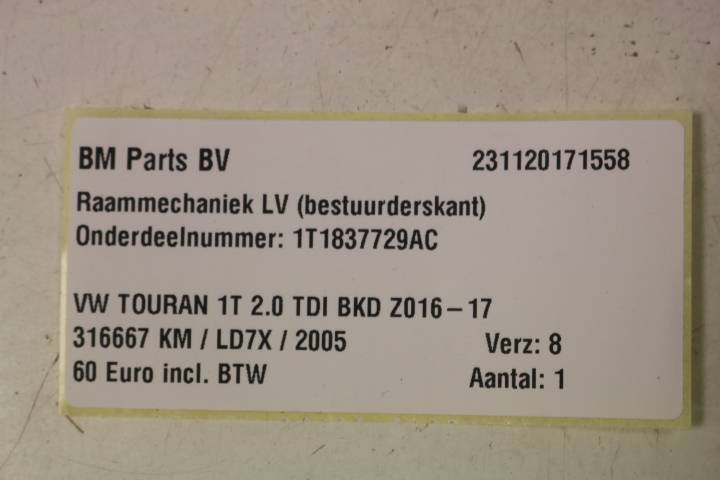 BM Parts BV 231120171558
Raammechaniek LV (bestuurderskant)
Onderdeelnummer: 1T1837729AC
VW TOURAN 1T 2.0 TDI BKD Z016-17
316667 KM / LD7X / 2005 Verz: 8
60 Euro incl. BTW Aantal: 1